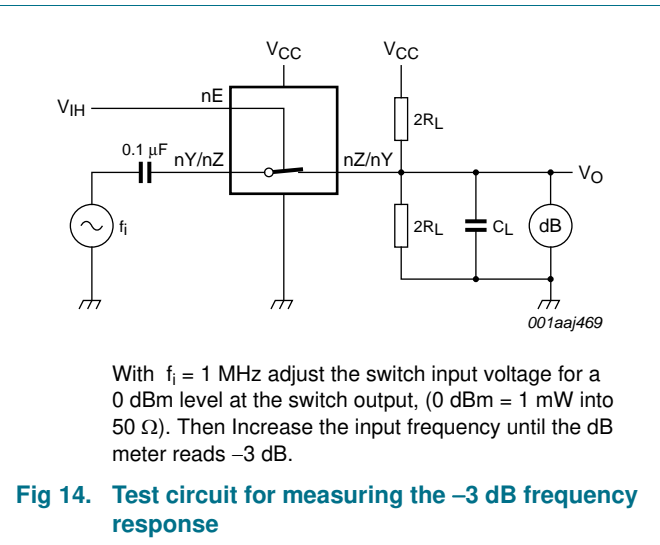 VCC VCC
nE
VIH
2RL
0.1 μF nY/nZ nZ/nY
VO
fi 2RL CL dB
001aaj469
With fi = 1 MHz adjust the switch input voltage for a
0 dBm level at the switch output, (0 dBm = 1 mW into
50 Ω). Then Increase the input frequency until the dB
meter reads −3 dB.
Fig 14. Test circuit for measuring the −3 dB frequency
response